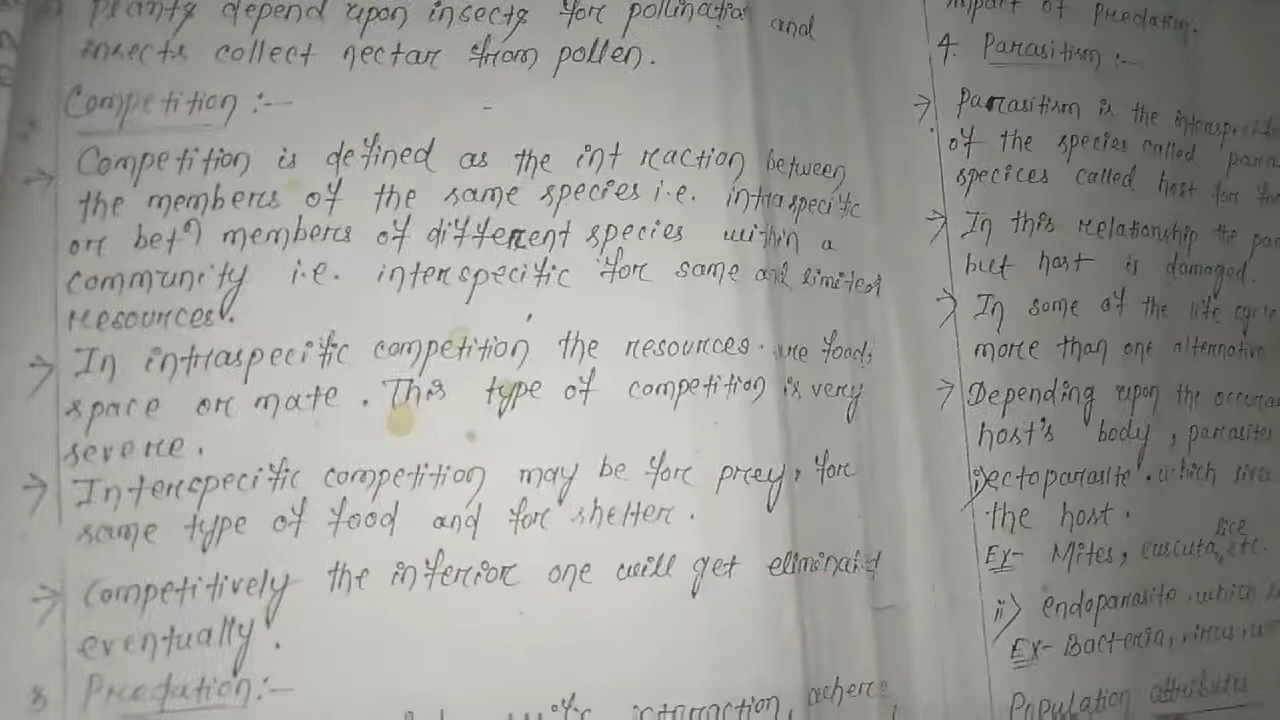 Plants depend upon insects for pollination and
insects collect nectar from pollen.
Competition :-
→ Competition is defined as the int reaction between
the members of the same species i.e. intraspecific
or betn members of different species within a
community i.e. interspecific for same and limited
resources.
→ In intraspecific competition the resources are food,
space or mate. This type of competition is very
severe.
→ Interspecific competition may be for prey, for
same type of food and for shelter.
→ Competitively the inferior one will get eliminated
eventually.
3 Predation:-
interaction, where
impact of predation.
4. Parasitism :-
→ Parasitism is the
of the species called
species called host for
→ In this relationship the
but host is damaged.
→ In some of the life cycle
more than one alternative
→ Depending upon the
host's body, parasites
ectoparasite. which
the host.
Ex- Mites, cuscuta, lice etc.
ii) endoparasite. which
Ex- Bacteria, virus,
Population attributes